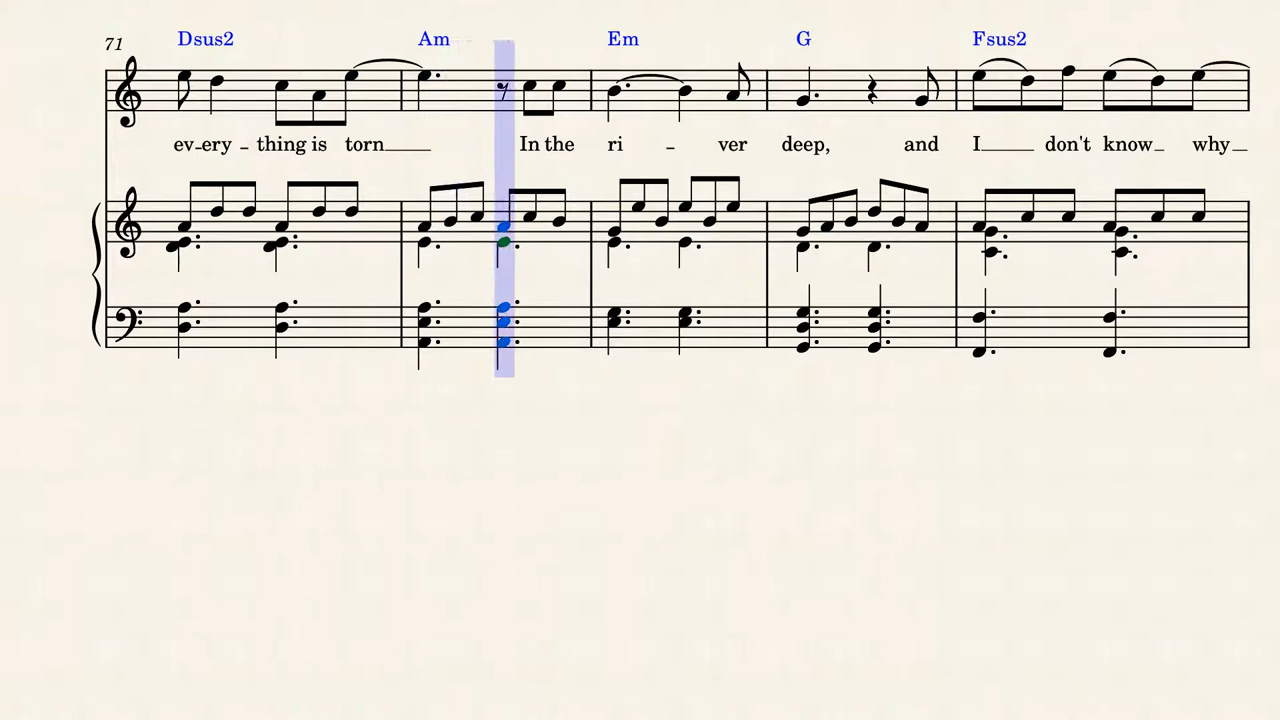 71
Dsus2 Am Em G Fsus2
ev-ery - thing is torn In the ri - ver deep, and I don't know why